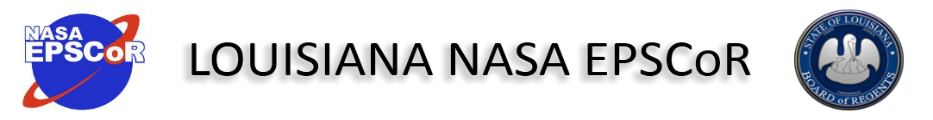 NASA
EPSCoR
LOUISIANA NASA EPSCoR
STATE OF LOUISIANA
BOARD of REGENTS